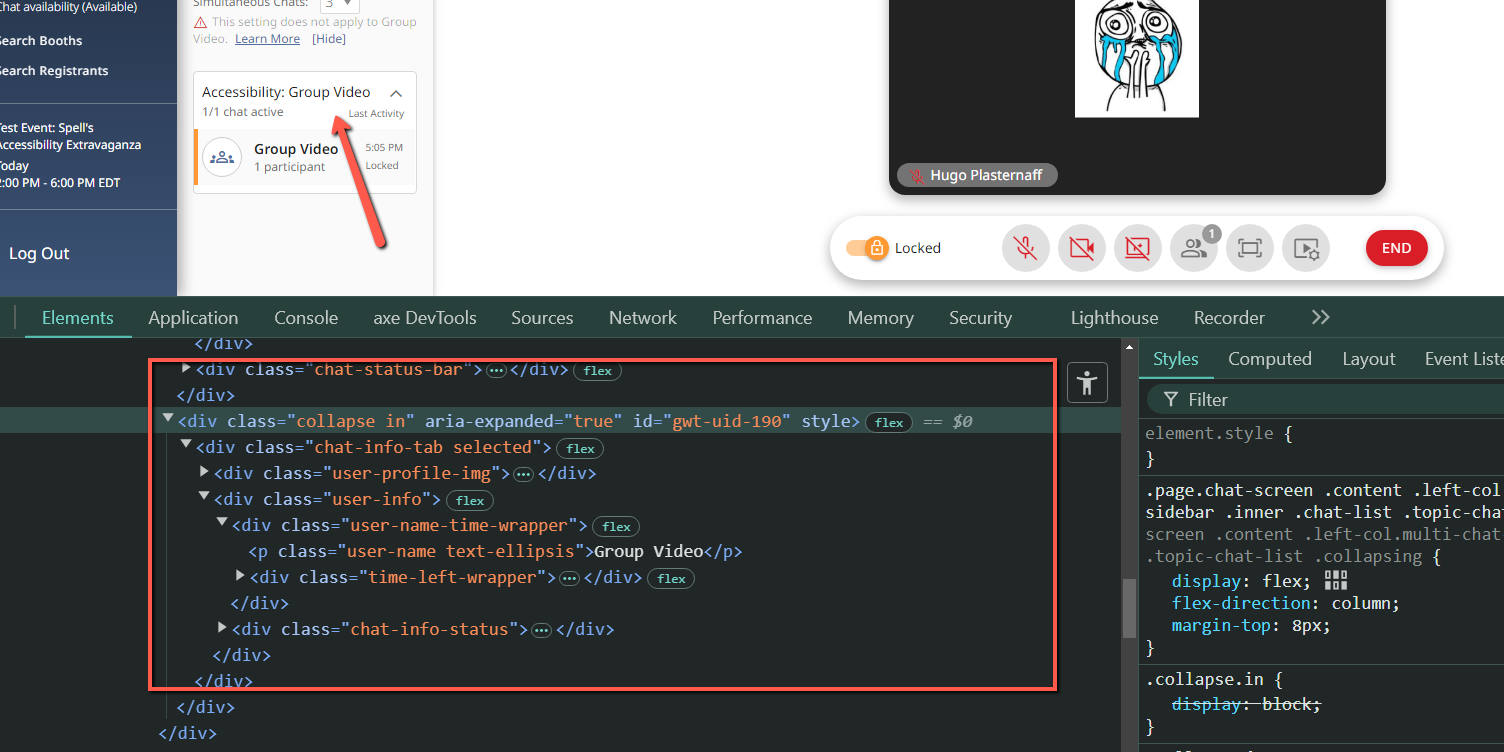 Chat availability (Available)
Search Booths
Search Registrants
Test Event: Spell's
Accessibility Extravaganza
Today
2:00 PM - 6:00 PM EDT
Log Out
Simultaneous Chats: 3
This setting does not apply to Group
Video. Learn More [Hide]
Accessibility: Group Video
1/1 chat active Last Activity
Group Video 5:05 PM
1 participant Locked
Hugo Plasternaff
Locked 1 END
Elements Application Console axe DevTools Sources Network Performance Memory Security Lighthouse Recorder
</div>
<div class="chat-status-bar"> </div> flex
</div>
<div class="collapse in" aria-expanded="true" id="gwt-uid-190" style> flex == $0
<div class="chat-info-tab selected"> flex
<div class="user-profile-img"> </div>
<div class="user-info"> flex
<div class="user-name-time-wrapper"> flex
<p class="user-name text-ellipsis">Group Video</p>
<div class="time-left-wrapper"> </div> flex
</div>
<div class="chat-info-status"> </div>
</div>
</div>
</div>
</div>
Styles Computed Layout Event Liste
Filter
element.style {
}
.page.chat-screen .content .left-col
sidebar .inner .chat-list .topic-chat
screen .content .left-col.multi-chat-
.topic-chat-list .collapsing {
display: flex;
flex-direction: column;
margin-top: 8px;
}
.collapse.in {
display: block;
}